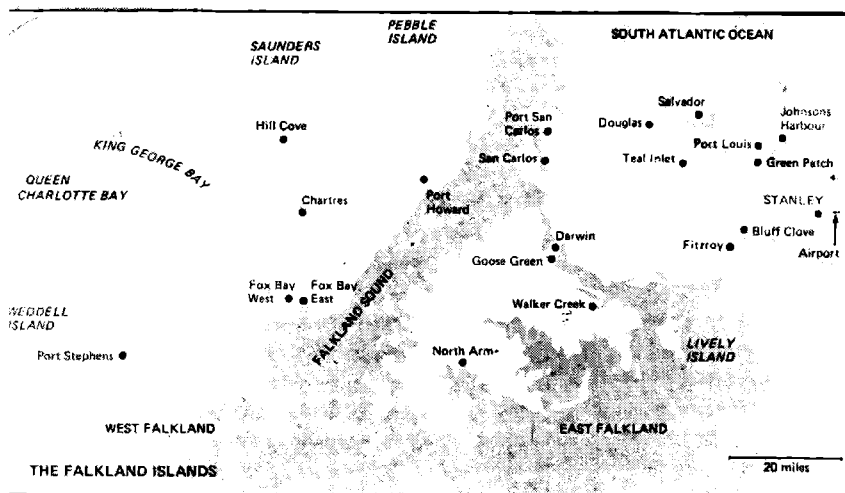 PEBBLE
ISLAND
SAUNDERS
ISLAND
SOUTH ATLANTIC OCEAN
Salvador
Johnsons
Harbour
Port San
Carlos
Douglas
Hill Cove
KING GEORGE BAY
Port Louis
San Carlos
Teal Inlet
Green Patch
QUEEN
CHARLOTTE BAY
Port
Howard
Chartres
STANLEY
Bluff Clove
Darwin
Fitzroy
Airport
Goose Green
Fox Bay
West
Fox Bay
East
FALKLAND SOUND
Walker Creek
WEDDELL
ISLAND
Port Stephens
North Arm
LIVELY
ISLAND
WEST FALKLAND
EAST FALKLAND
THE FALKLAND ISLANDS
20 miles